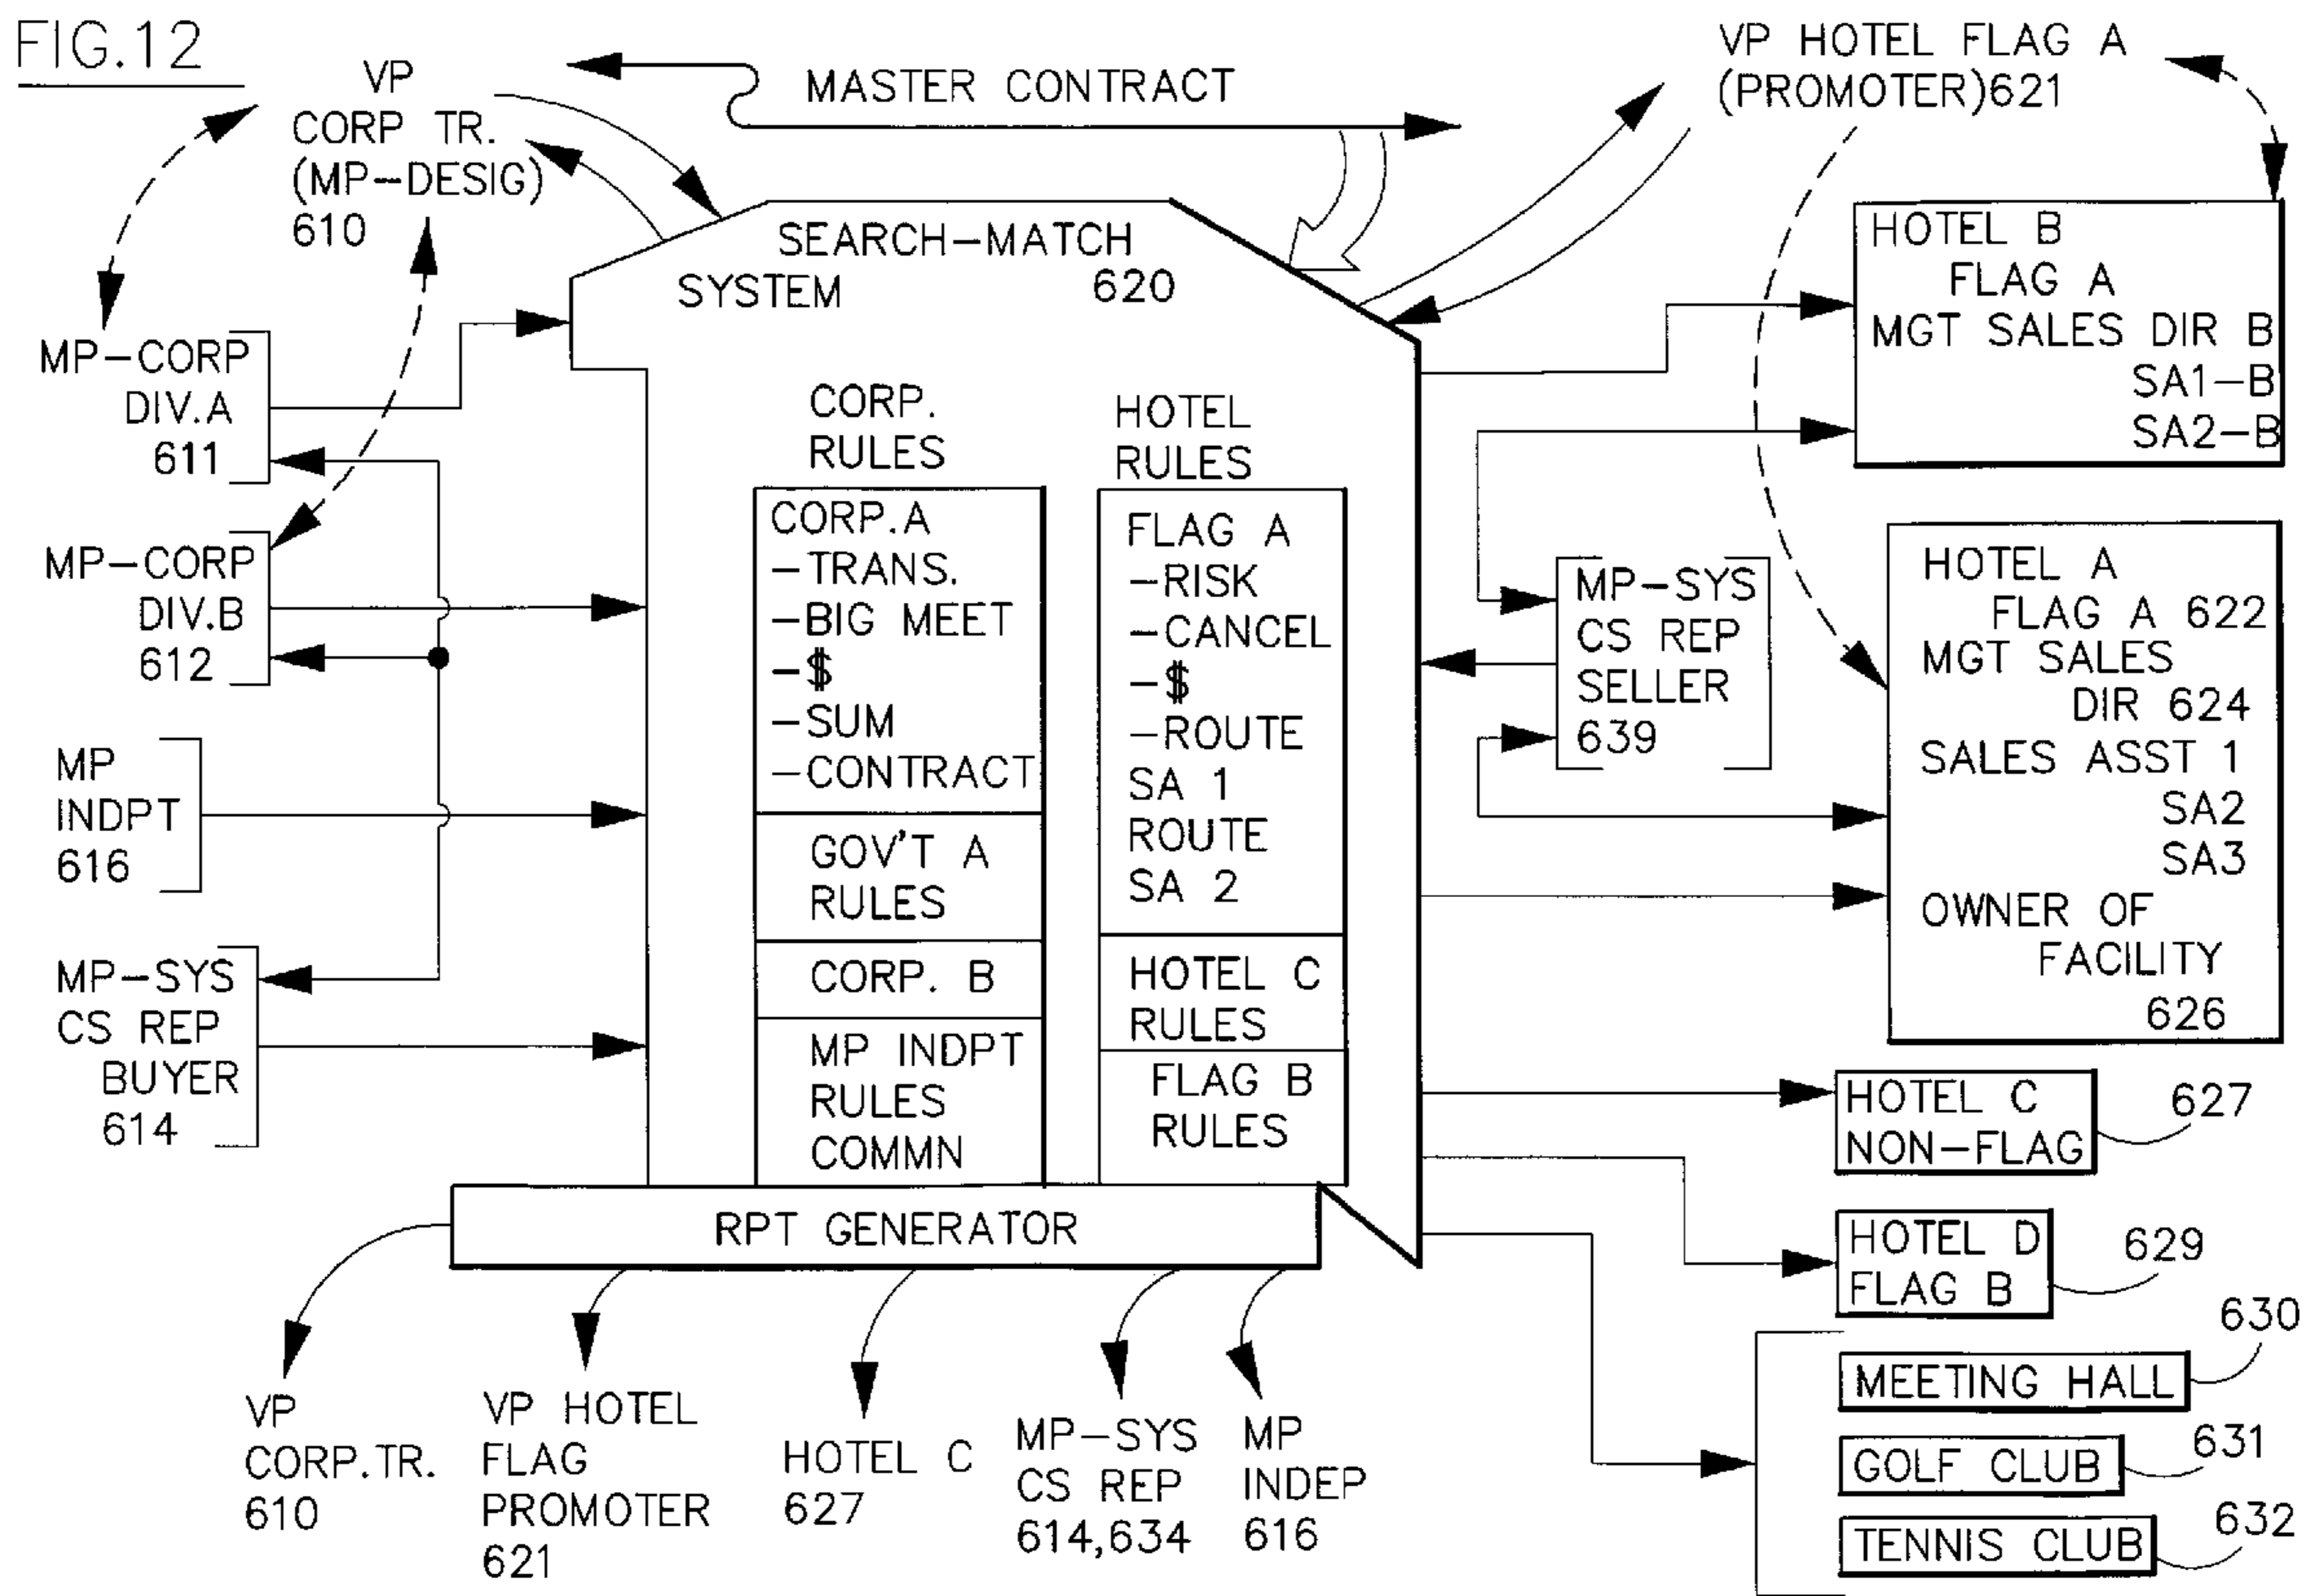 FIG.12
VP
CORP TR.
(MP-DESIG)
610
MASTER CONTRACT
VP HOTEL FLAG A
(PROMOTER)621
MP-CORP
DIV.A
611
MP-CORP
DIV.B
612
MP
INDPT
616
MP-SYS
CS REP
BUYER
614
SEARCH-MATCH
SYSTEM 620
CORP.
RULES
CORP.A
-TRANS.
-BIG MEET
-$
-SUM
-CONTRACT
GOV'T A
RULES
CORP. B
MP INDPT
RULES
COMMN
HOTEL
RULES
FLAG A
-RISK
-CANCEL
-$
-ROUTE
SA 1
ROUTE
SA 2
HOTEL C
RULES
FLAG B
RULES
RPT GENERATOR
MP-SYS
CS REP
SELLER
639
HOTEL B
FLAG A
MGT SALES DIR B
SA1-B
SA2-B
HOTEL A
FLAG A 622
MGT SALES
DIR 624
SALES ASST 1
SA2
SA3
OWNER OF
FACILITY
626
HOTEL C
NON-FLAG
627
HOTEL D
FLAG B
629
630
MEETING HALL
631
GOLF CLUB
632
TENNIS CLUB
VP
CORP.TR.
610
VP HOTEL
FLAG
PROMOTER
621
HOTEL C
627
MP-SYS
CS REP
614,634
MP
INDEP
616